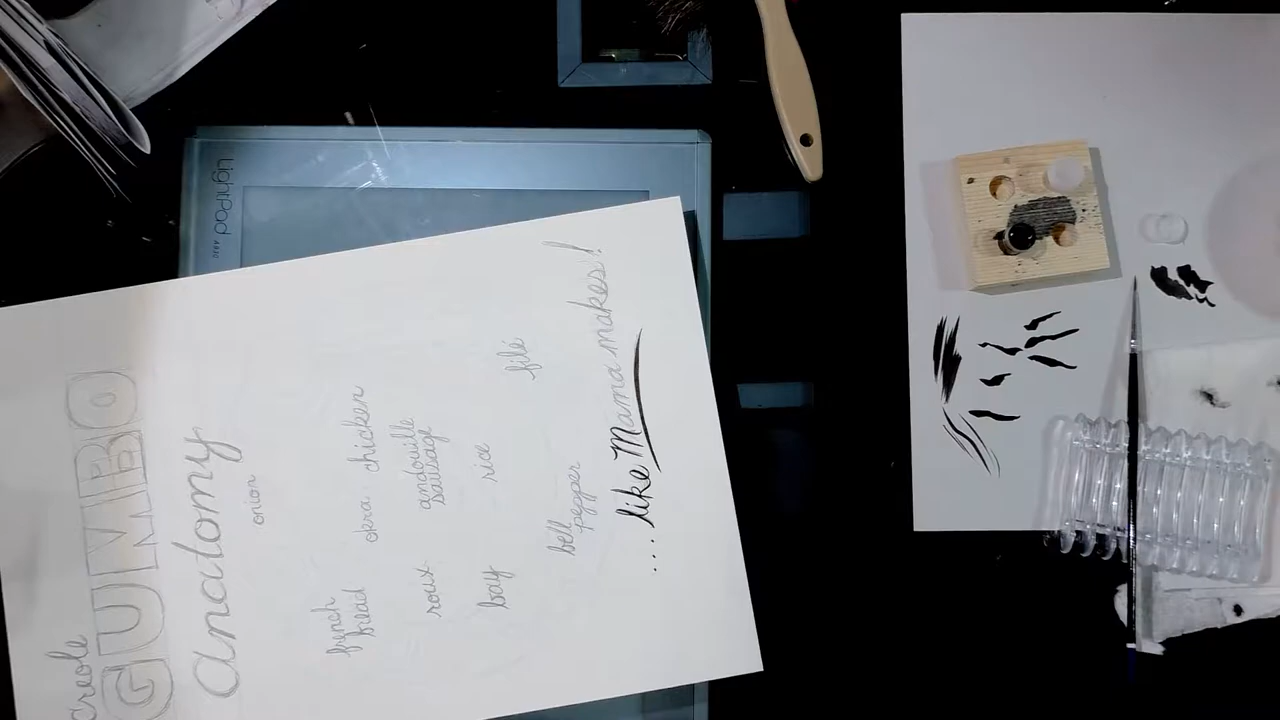 creole
GUMBO
anatomy
onion
french
bread
okra
chicken
roux
andouille
sausage
bay
rice
filé
bell
pepper
....like Mama makes!
LightPad